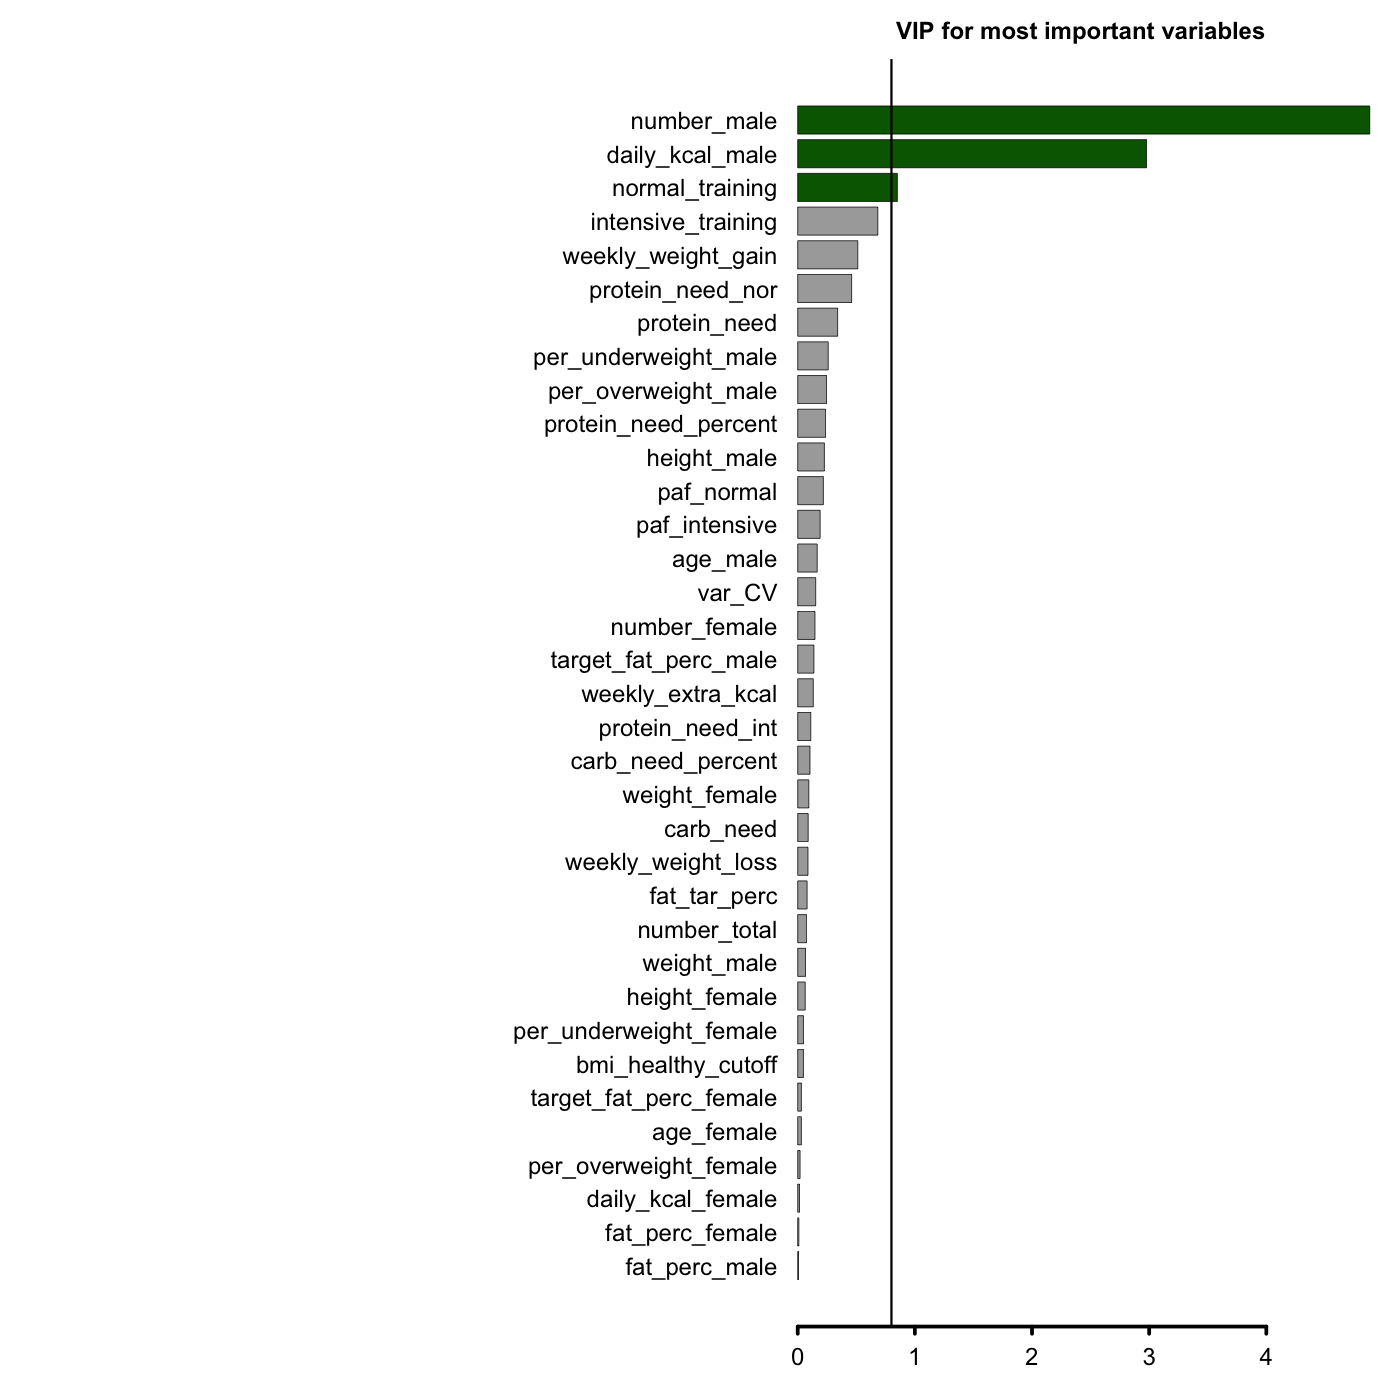 VIP for most important variables
number_male
daily_kcal_male
normal_training
intensive_training
weekly_weight_gain
protein_need_nor
protein_need
per_underweight_male
per_overweight_male
protein_need_percent
height_male
paf_normal
paf_intensive
age_male
var_CV
number_female
target_fat_perc_male
weekly_extra_kcal
protein_need_int
carb_need_percent
weight_female
carb_need
weekly_weight_loss
fat_tar_perc
number_total
weight_male
height_female
per_underweight_female
bmi_healthy_cutoff
target_fat_perc_female
age_female
per_overweight_female
daily_kcal_female
fat_perc_female
fat_perc_male
0 1 2 3 4